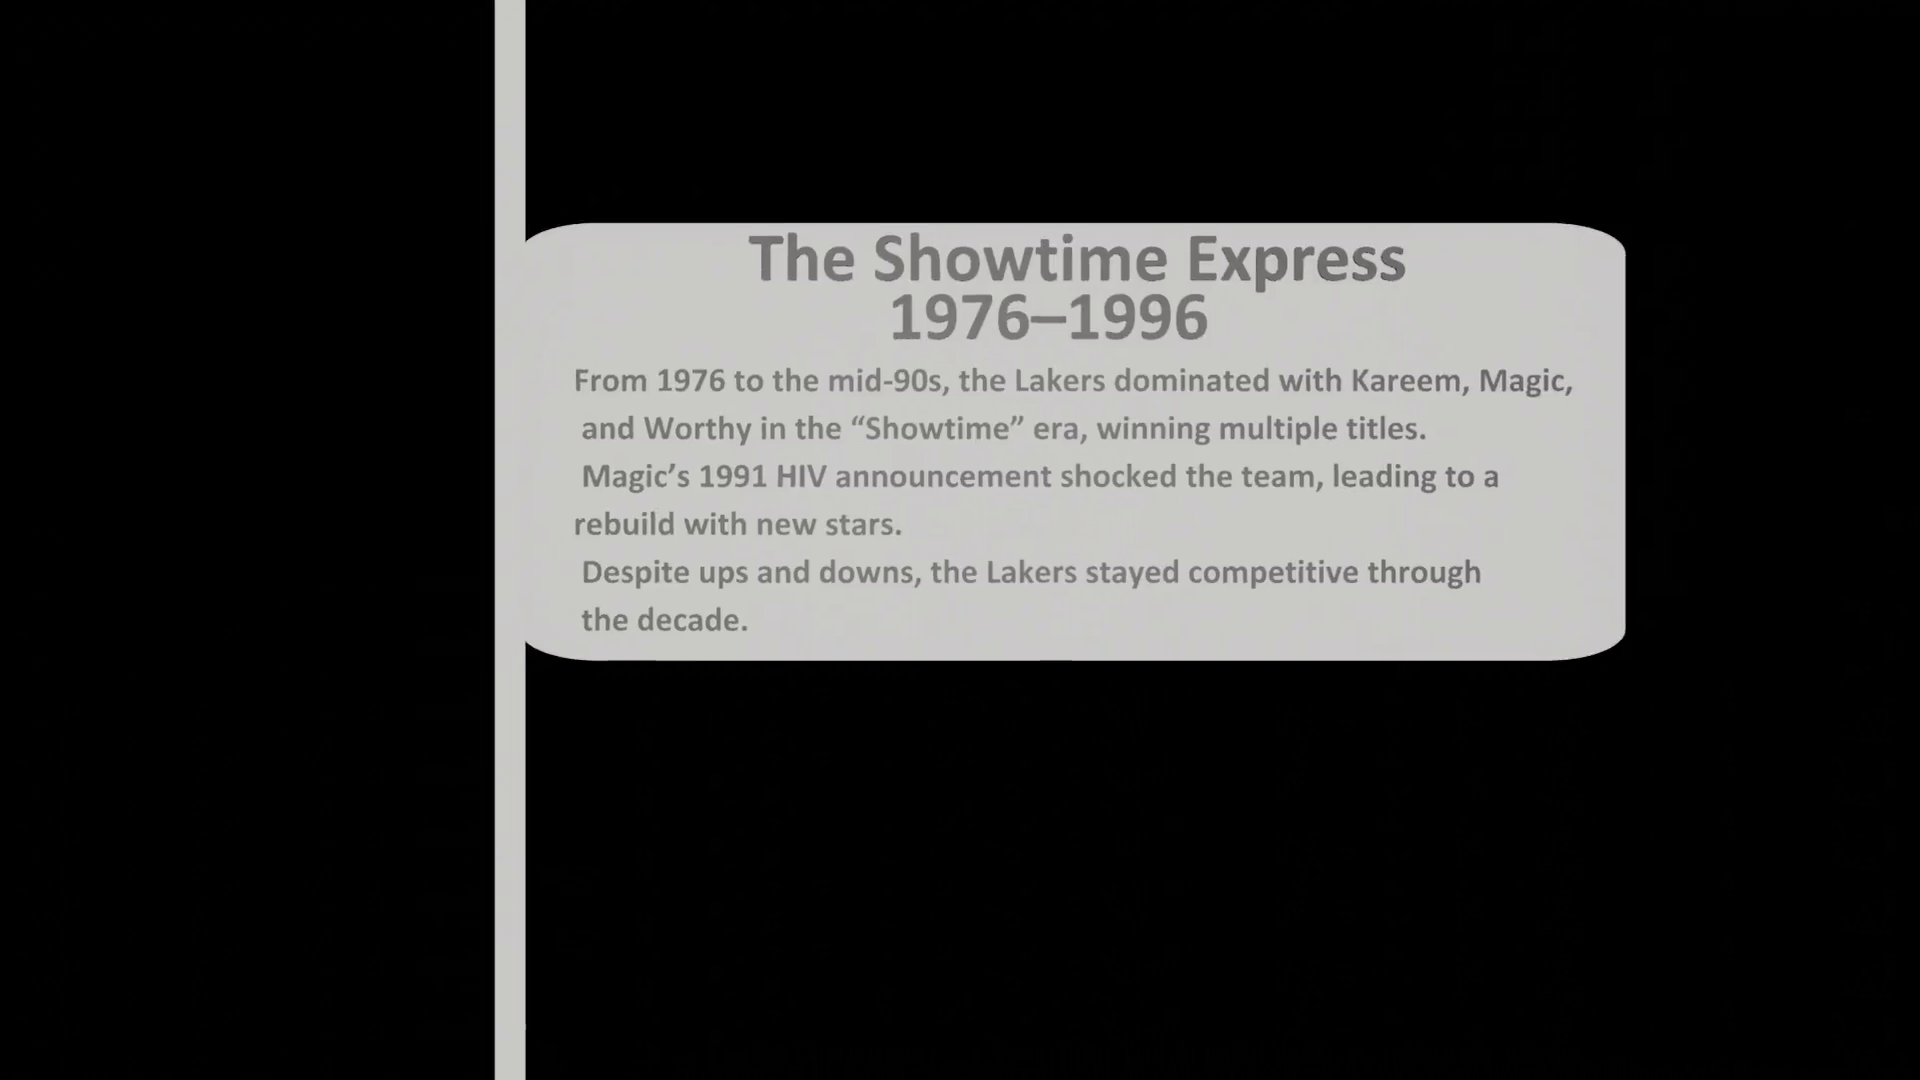 The Showtime Express
1976–1996
From 1976 to the mid-90s, the Lakers dominated with Kareem, Magic,
and Worthy in the “Showtime” era, winning multiple titles.
Magic’s 1991 HIV announcement shocked the team, leading to a
rebuild with new stars.
Despite ups and downs, the Lakers stayed competitive through
the decade.